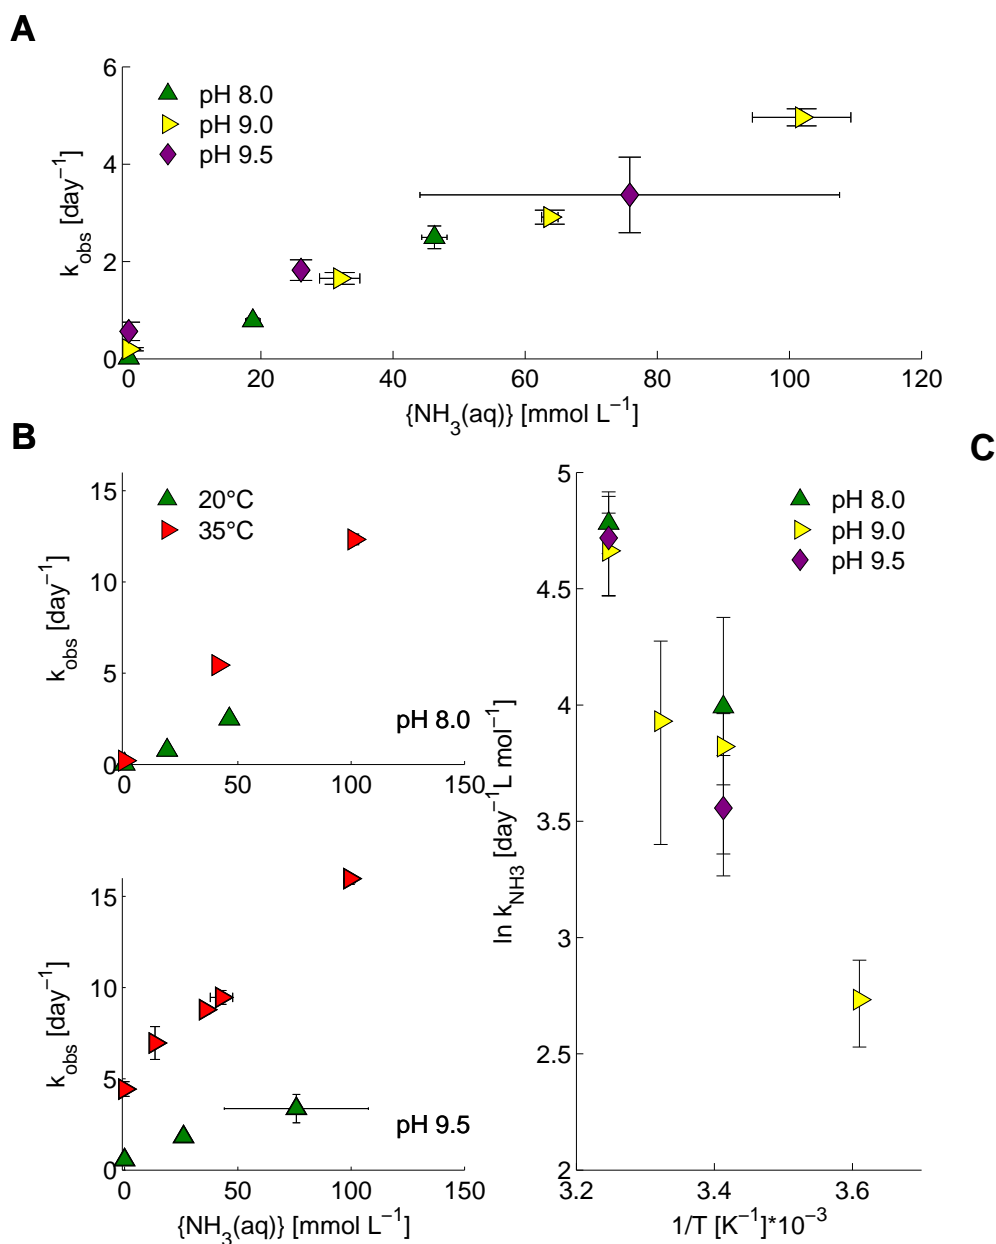 A
6
4
2
0
k_obs [day⁻¹]
pH 8.0
pH 9.0
pH 9.5
0 20 40 60 80 100 120
{NH₃(aq)} [mmol L⁻¹]
B
15
10
5
0
k_obs [day⁻¹]
20°C
35°C
pH 8.0
0 50 100 150
15
10
5
0
k_obs [day⁻¹]
pH 9.5
0 50 100 150
{NH₃(aq)} [mmol L⁻¹]
C
5
4.5
4
3.5
3
2.5
2
ln k_NH3 [day⁻¹L mol⁻¹]
pH 8.0
pH 9.0
pH 9.5
3.2 3.4 3.6
1/T [K⁻¹]*10⁻³